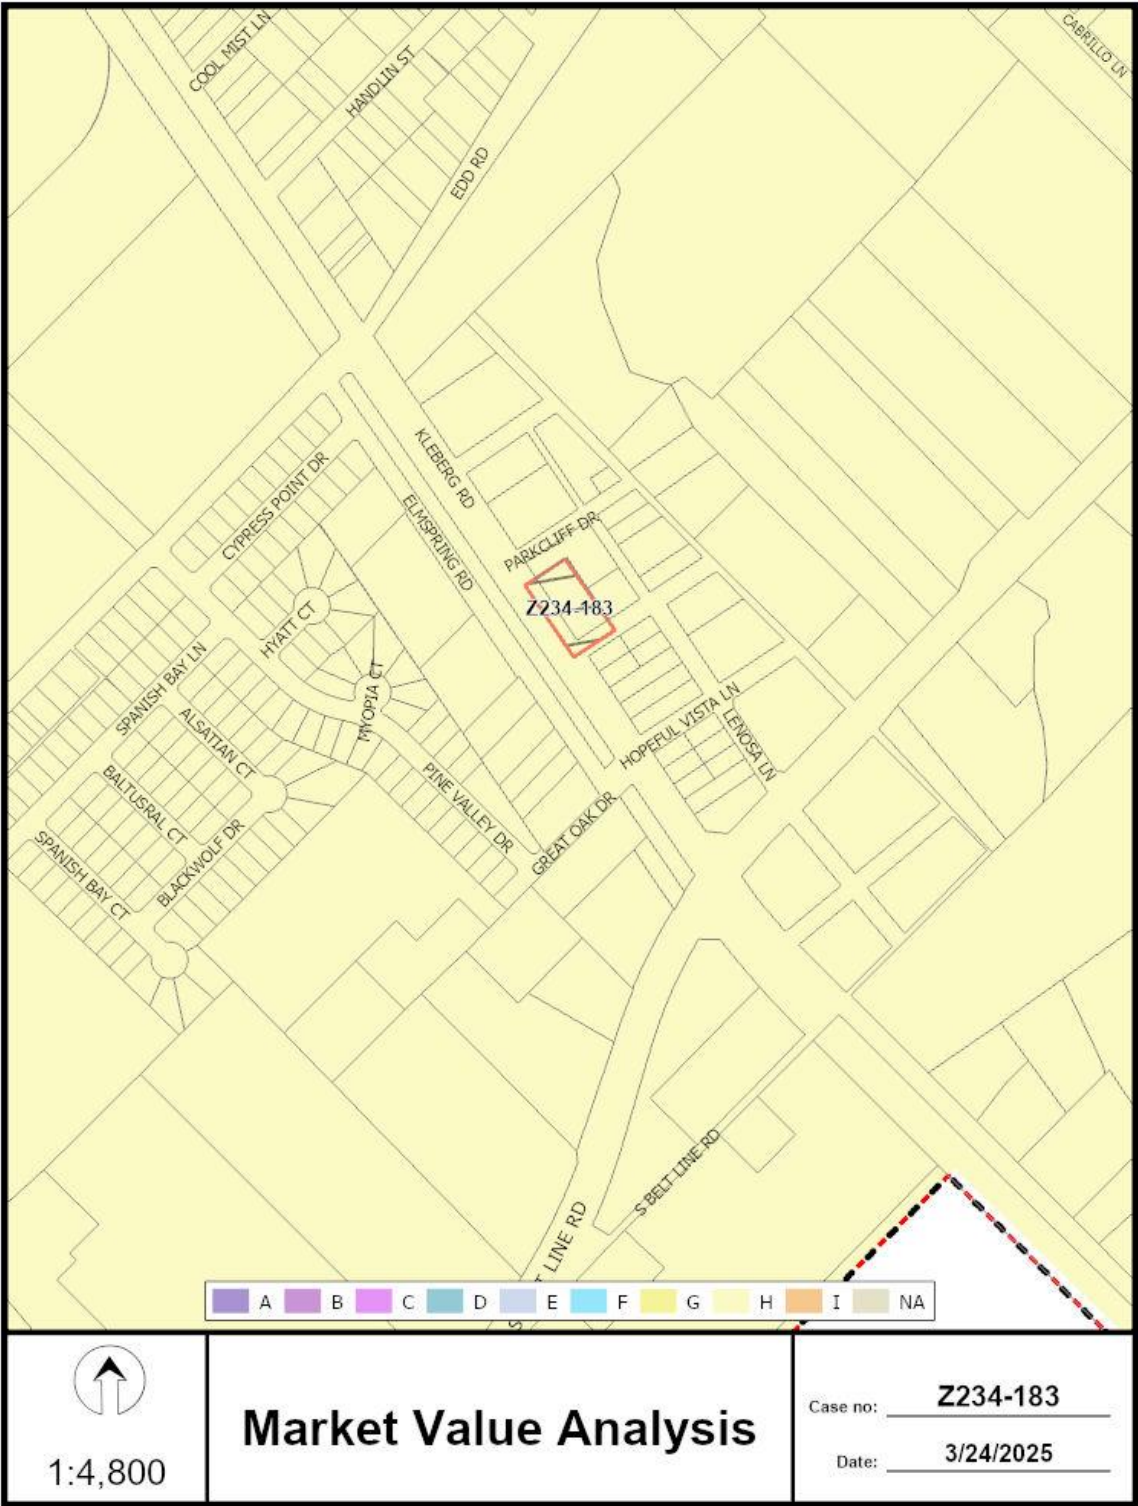 COOL MIST LN
HANDLIN ST
CABRILLO LN
EDD RD
KLEBERG RD
CYPRESS POINT DR
ELMSPRING RD
PARKCLIFF DR
Z234-183
HYATT CT
SPANISH BAY LN
MYOPIA CT
ALSATIAN CT
HOPEFUL VISTA LN
LENOSA LN
BALTUSRAL CT
PINE VALLEY DR
GREAT OAK DR
SPANISH BAY CT
BLACKWOLF DR
S BELT LINE RD
S
T LINE RD
A B C D E F G H I NA
1:4,800
Market Value Analysis
Case no: Z234-183
Date: 3/24/2025